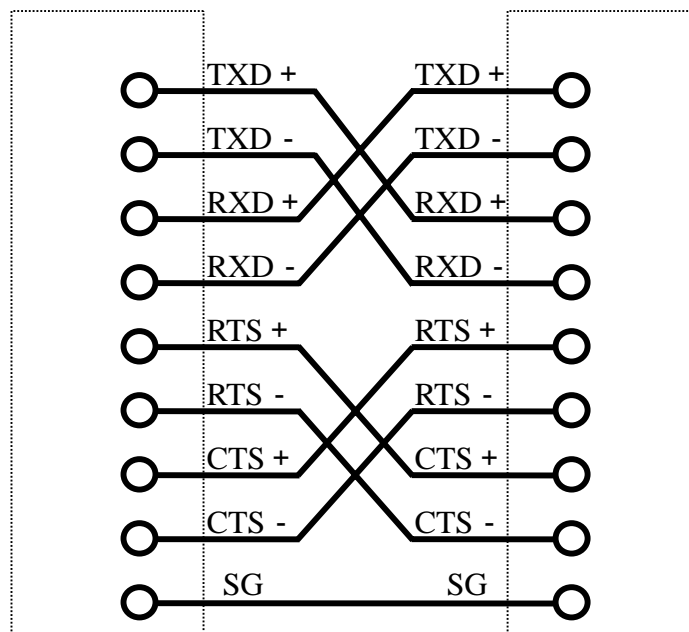 TXD + TXD +
TXD - TXD -
RXD + RXD +
RXD - RXD -
RTS + RTS +
RTS - RTS -
CTS + CTS +
CTS - CTS -
SG SG